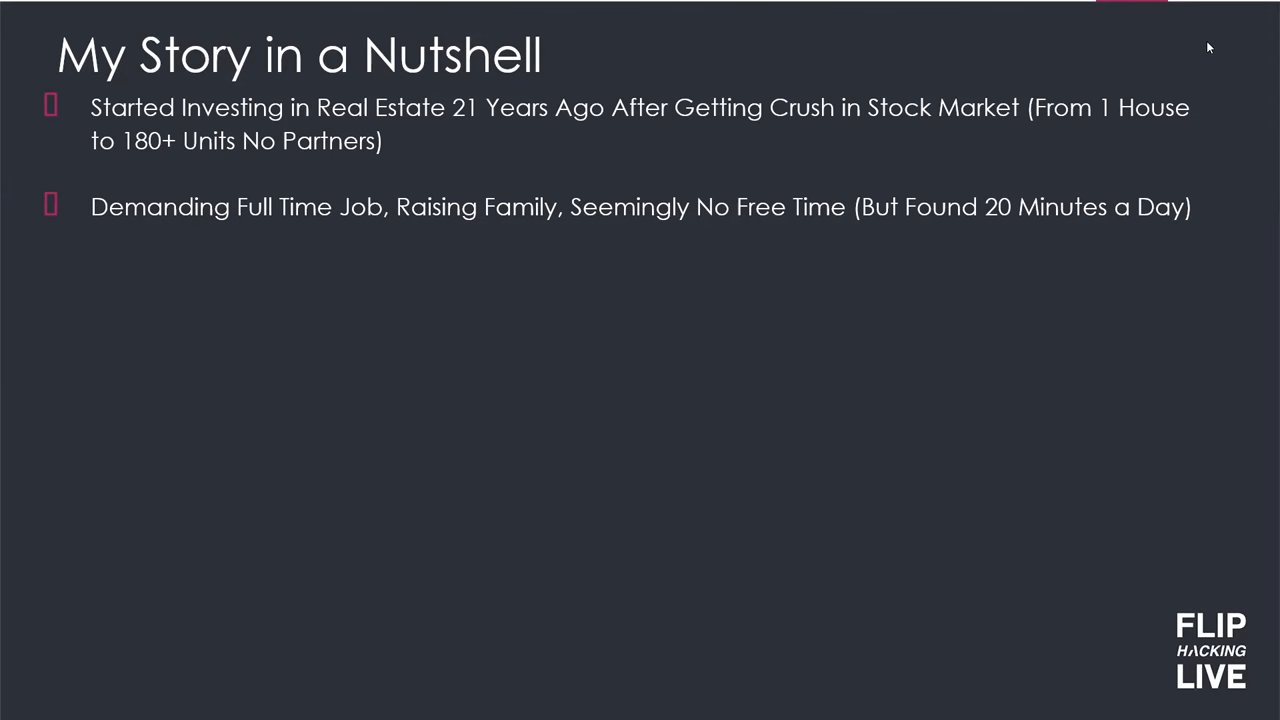 My Story in a Nutshell
Started Investing in Real Estate 21 Years Ago After Getting Crush in Stock Market (From 1 House
to 180+ Units No Partners)
Demanding Full Time Job, Raising Family, Seemingly No Free Time (But Found 20 Minutes a Day)
FLIP
HACKING
LIVE